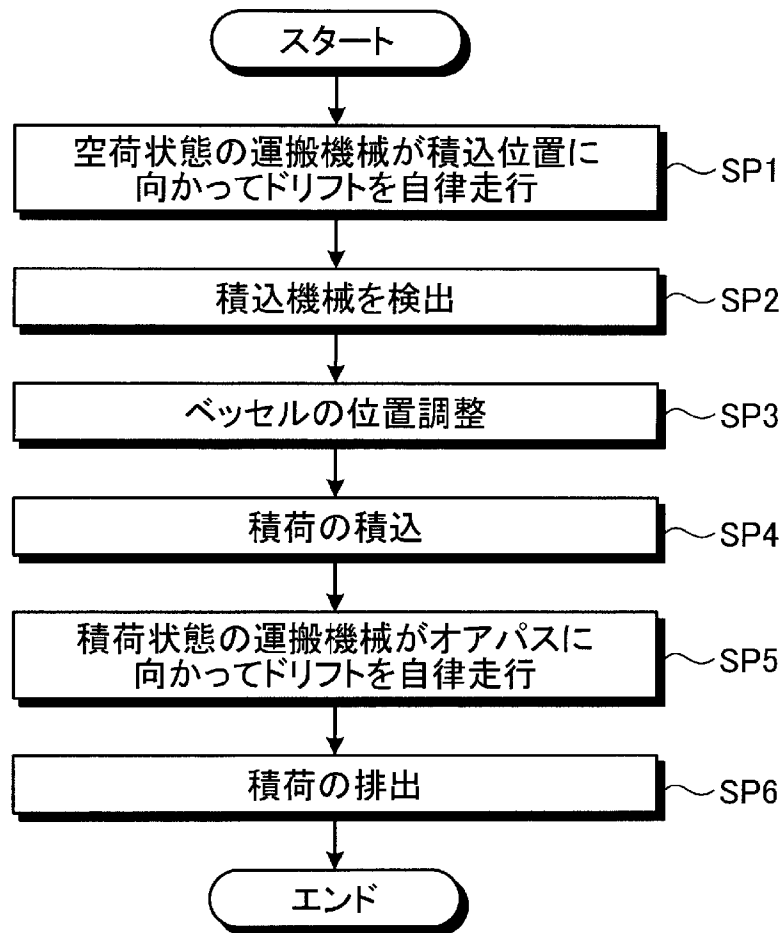 スタート
空荷状態の運搬機械が積込位置に
向かってドリフトを自律走行
SP1
積込機械を検出
SP2
ベッセルの位置調整
SP3
積荷の積込
SP4
積荷状態の運搬機械がオアパスに
向かってドリフトを自律走行
SP5
積荷の排出
SP6
エンド